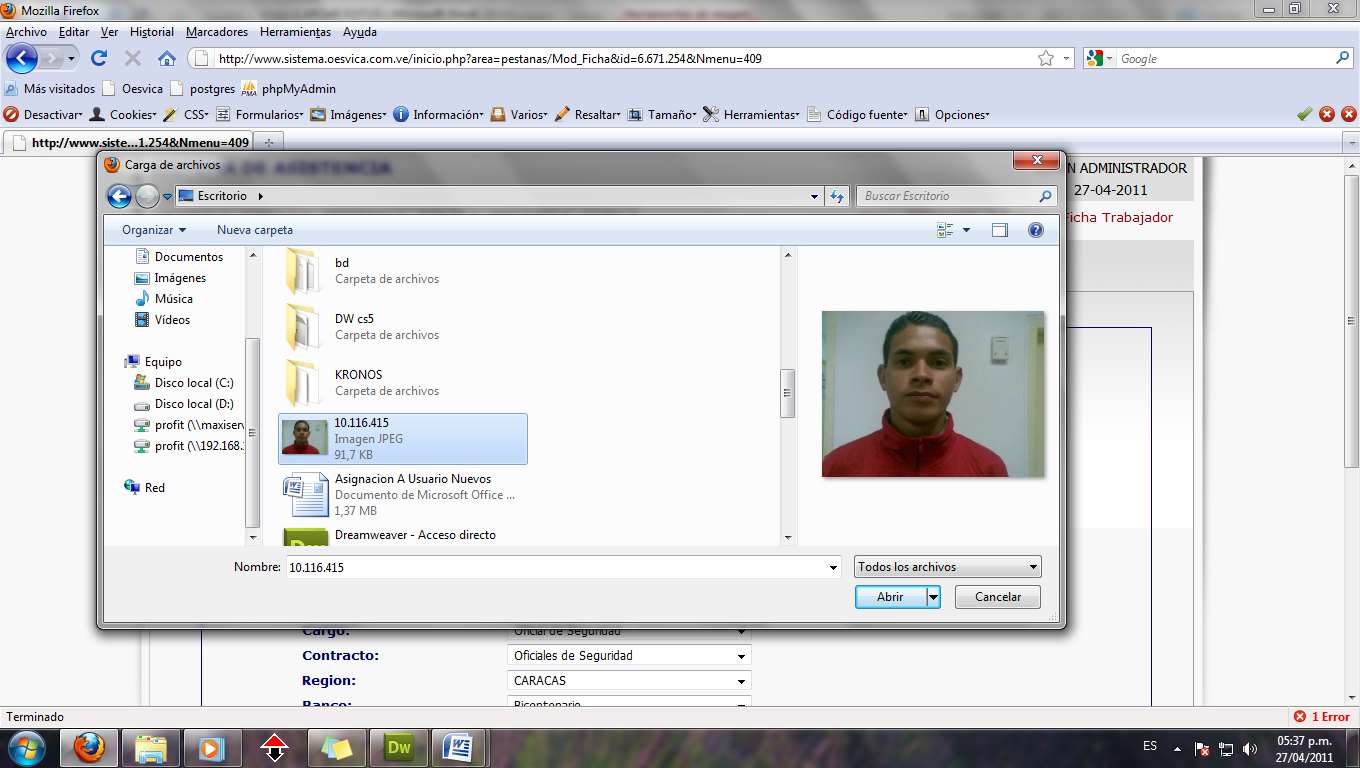 Mozilla Firefox
Archivo Editar Ver Historial Marcadores Herramientas Ayuda
http://www.sistema.oesvica.com.ve/inicio.php?area=pestanas/Mod_Ficha&id=6.671.254&Nmenu=409
Google
Más visitados Oesvica postgres PMA phpMyAdmin
Desactivar Cookies CSS Formularios Imágenes Información Varios Resaltar Tamaño Herramientas Código fuente Opciones
http://www.siste...1.254&Nmenu=409
DE ASISTENCIA
Carga de archivos
N ADMINISTRADOR
27-04-2011
Ficha Trabajador
Escritorio
Buscar Escritorio
Organizar Nueva carpeta
Documentos
Imágenes
Música
Vídeos
Equipo
Disco local (C:)
Disco local (D:)
profit (\\maxiser
profit (\\192.168.
Red
bd
Carpeta de archivos
DW cs5
Carpeta de archivos
KRONOS
Carpeta de archivos
10.116.415
Imagen JPEG
91,7 KB
Asignacion A Usuario Nuevos
Documento de Microsoft Office ...
1,37 MB
Dreamweaver - Acceso directo
Dw
Nombre: 10.116.415
Todos los archivos
Abrir Cancelar
Cargo: Oficial de Seguridad
Contracto: Oficiales de Seguridad
Region: CARACAS
Banco: Bicentenario
Terminado
1 Error
Dw
ES
05:37 p.m.
27/04/2011